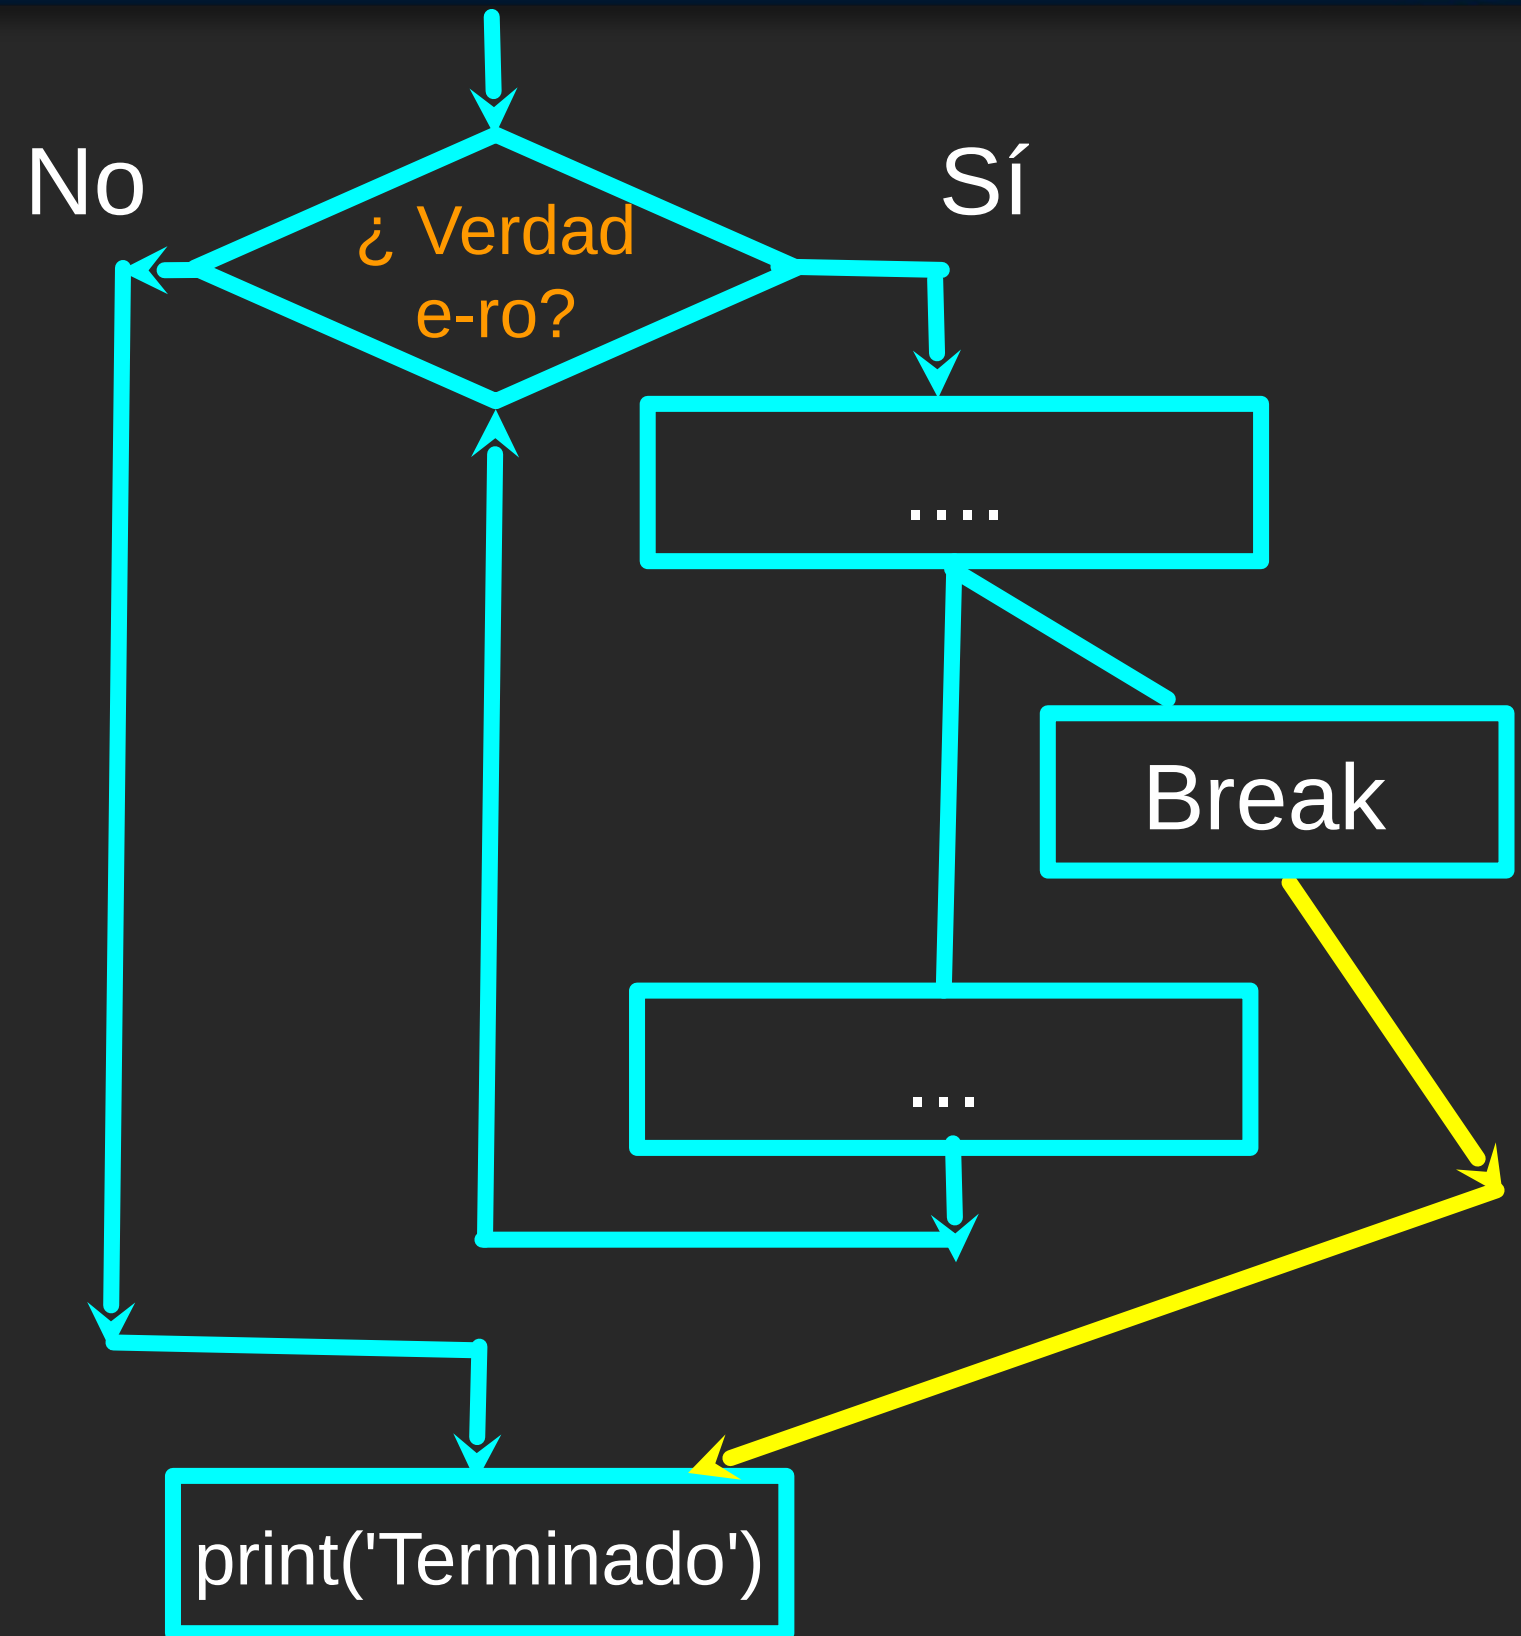 No
Sí
¿ Verdad
e-ro?
....
Break
...
print('Terminado')